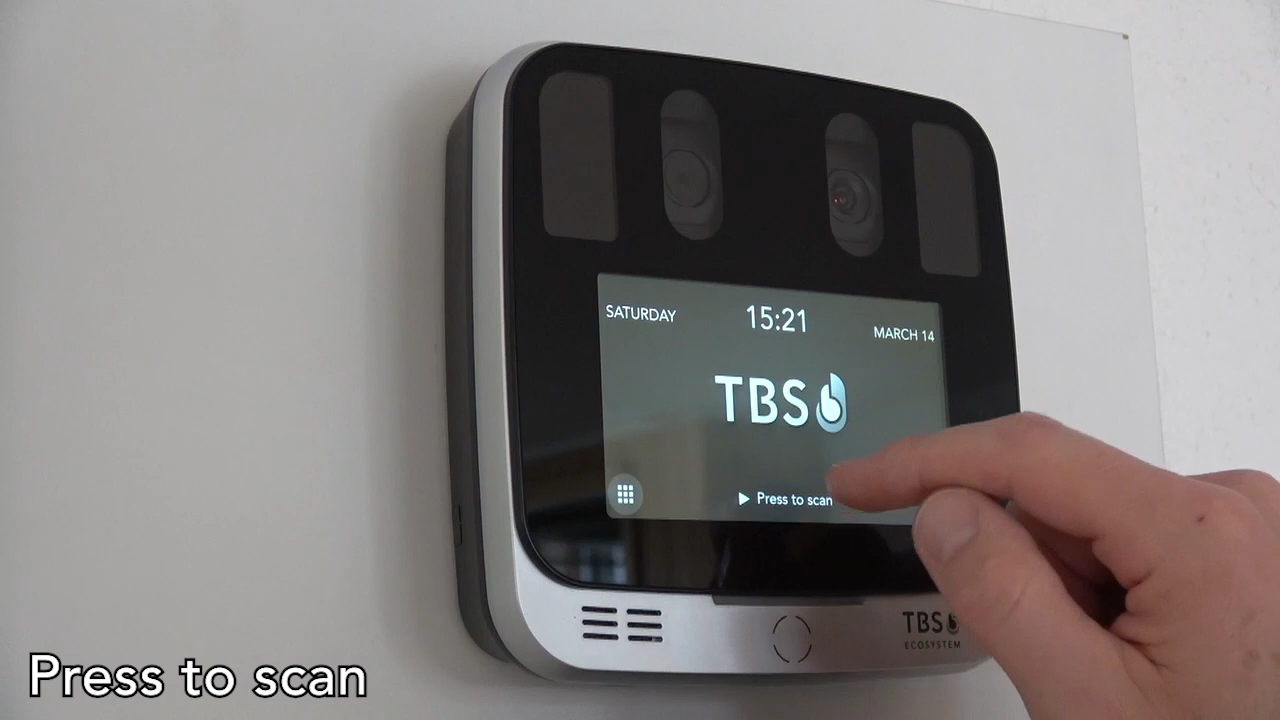 SATURDAY
15:21
MARCH 14
TBS
Press to scan
TBS
ECOSYSTEM
Press to scan